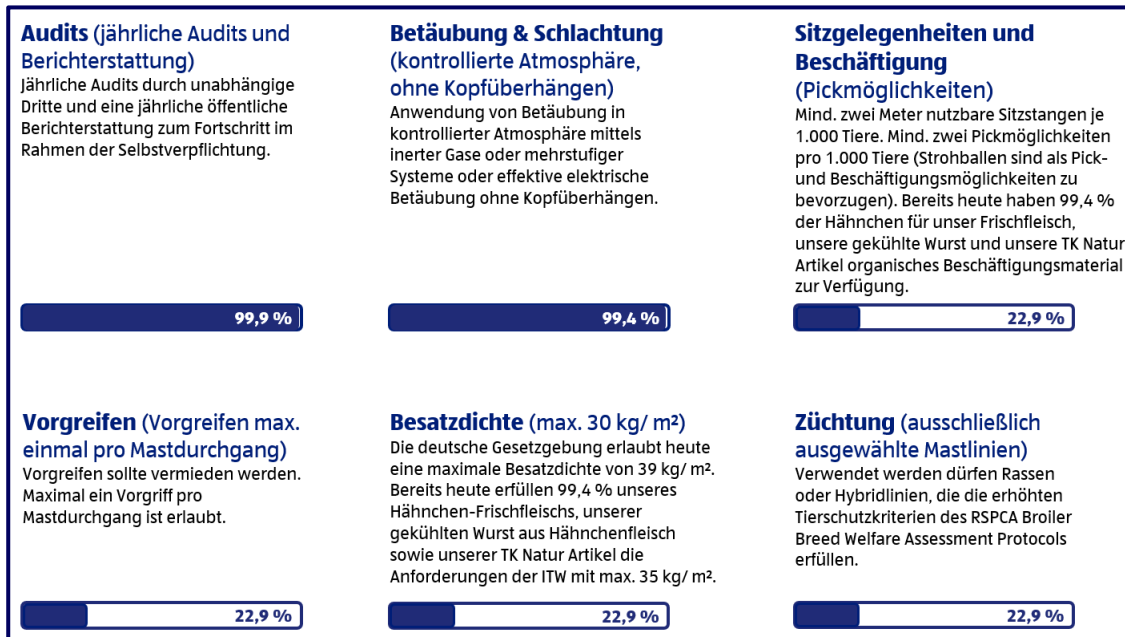 Audits (jährliche Audits und
Berichterstattung)
Jährliche Audits durch unabhängige
Dritte und eine jährliche öffentliche
Berichterstattung zum Fortschritt im
Rahmen der Selbstverpflichtung.
99,9 %
Betäubung & Schlachtung
(kontrollierte Atmosphäre,
ohne Kopfüberhängen)
Anwendung von Betäubung in
kontrollierter Atmosphäre mittels
inerter Gase oder mehrstufiger
Systeme oder effektive elektrische
Betäubung ohne Kopfüberhängen.
99,4 %
Sitzgelegenheiten und
Beschäftigung
(Pickmöglichkeiten)
Mind. zwei Meter nutzbare Sitzstangen je
1.000 Tiere. Mind. zwei Pickmöglichkeiten
pro 1.000 Tiere (Strohballen sind als Pick-
und Beschäftigungsmöglichkeiten zu
bevorzugen). Bereits heute haben 99,4 %
der Hähnchen für unser Frischfleisch,
unsere gekühlte Wurst und unsere TK Natur
Artikel organisches Beschäftigungsmaterial
zur Verfügung.
22,9 %
Vorgreifen (Vorgreifen max.
einmal pro Mastdurchgang)
Vorgreifen sollte vermieden werden.
Maximal ein Vorgriff pro
Mastdurchgang ist erlaubt.
22,9 %
Besatzdichte (max. 30 kg/ m²)
Die deutsche Gesetzgebung erlaubt heute
eine maximale Besatzdichte von 39 kg/ m².
Bereits heute erfüllen 99,4 % unseres
Hähnchen-Frischfleischs, unserer
gekühlten Wurst aus Hähnchenfleisch
sowie unserer TK Natur Artikel die
Anforderungen der ITW mit max. 35 kg/ m².
22,9 %
Züchtung (ausschließlich
ausgewählte Mastlinien)
Verwendet werden dürfen Rassen
oder Hybridlinien, die die erhöhten
Tierschutzkriterien des RSPCA Broiler
Breed Welfare Assessment Protocols
erfüllen.
22,9 %